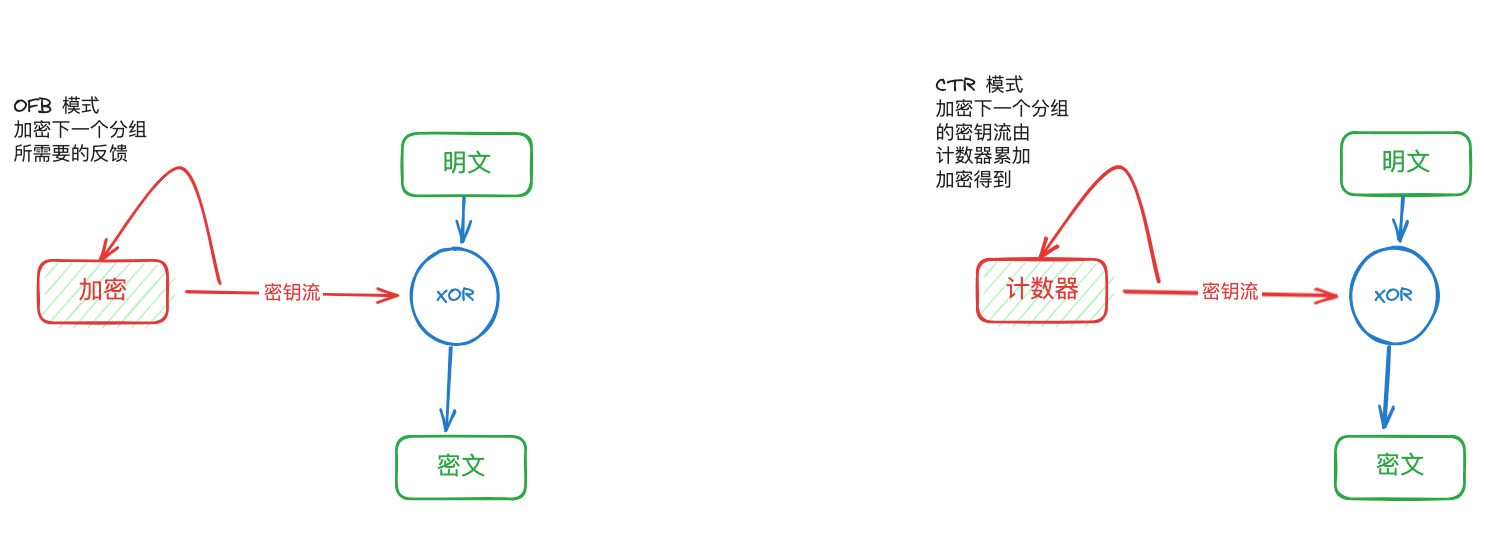 OFB 模式
加密下一个分组
所需要的反馈
明文
加密
密钥流
XOR
密文
CTR 模式
加密下一个分组
的密钥流由
计数器累加
加密得到
明文
计数器
密钥流
XOR
密文